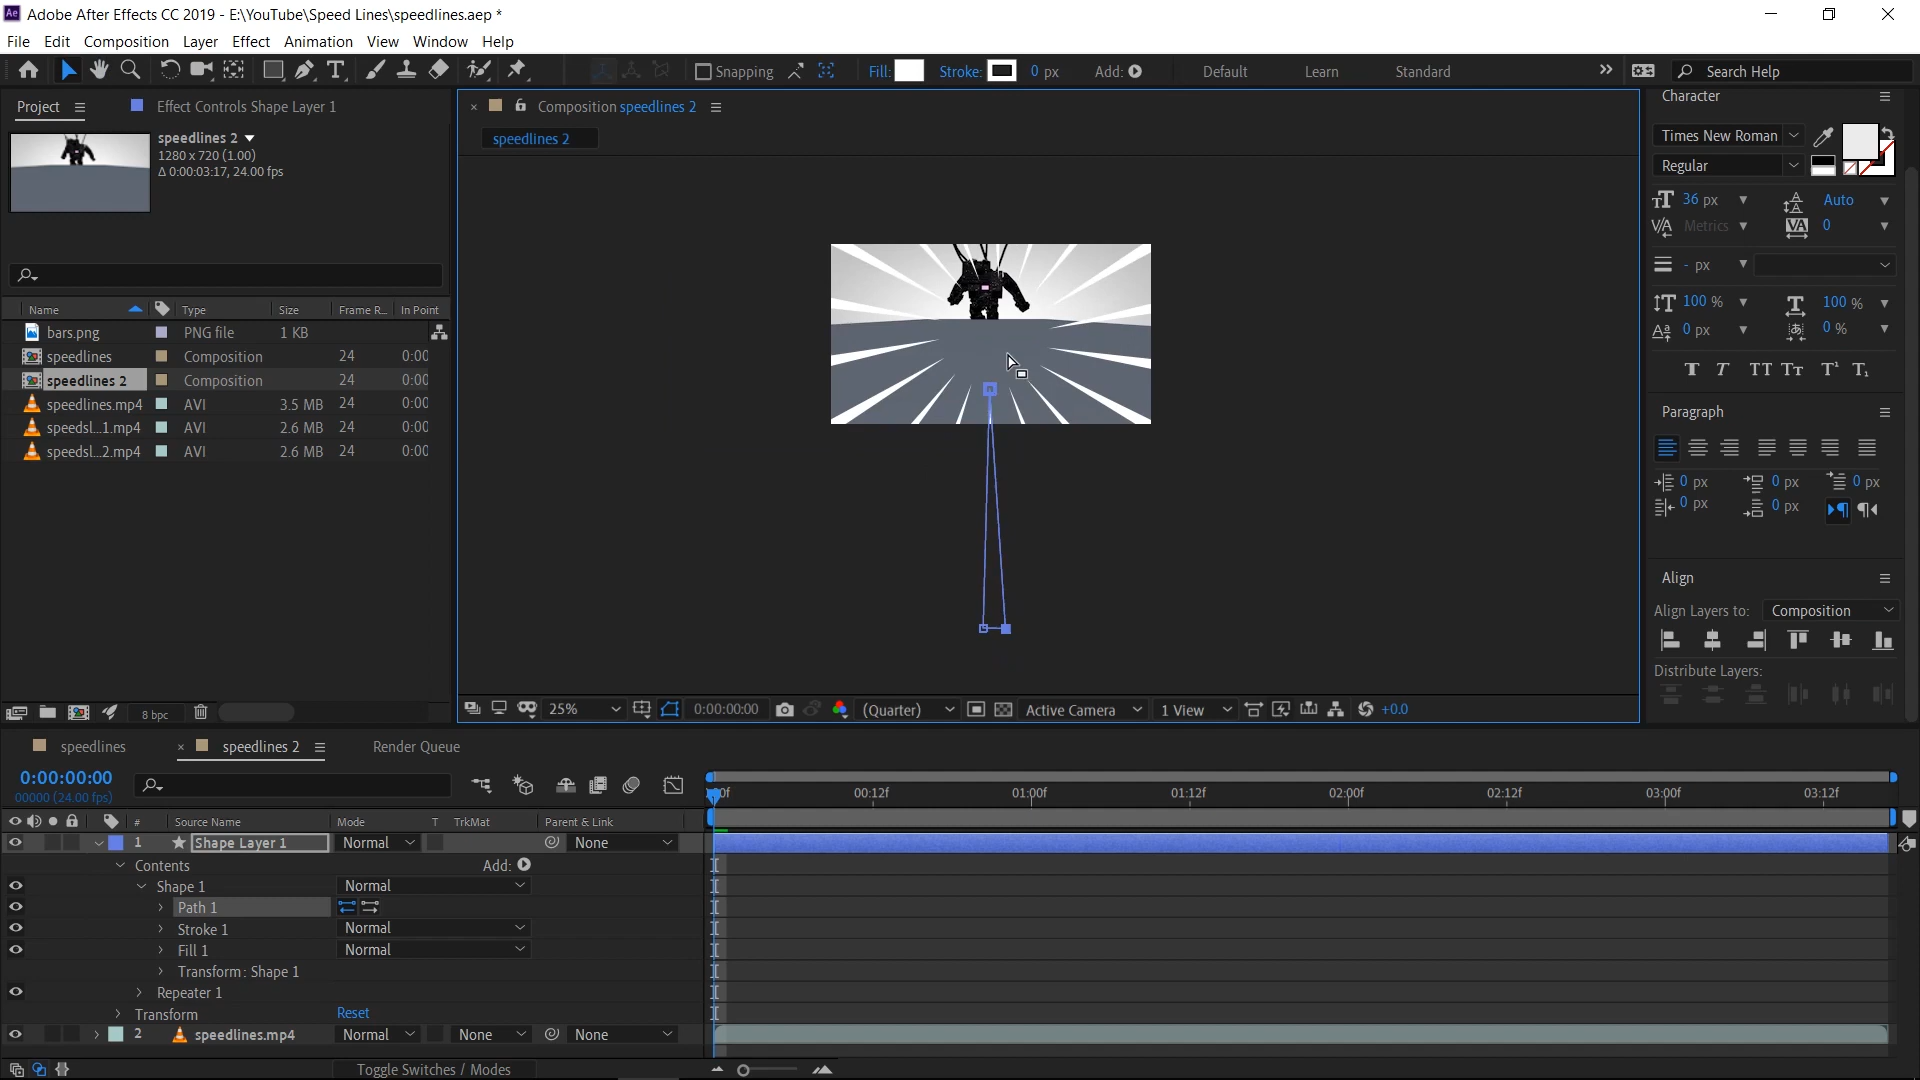 Adobe After Effects CC 2019 - E:\YouTube\Speed Lines\speedlines.aep *
File Edit Composition Layer Effect Animation View Window Help
Snapping Fill: Stroke: 0 px Add: Default Learn Standard Search Help
Project Effect Controls Shape Layer 1
speedlines 2
1280 x 720 (1.00)
Δ 0:00:03:17, 24.00 fps
Name Type Size Frame R... In Point
bars.png PNG file 1 KB
speedlines Composition 24 0:00
speedlines 2 Composition 24 0:00
speedlines.mp4 AVI 3.5 MB 24 0:00
speedsl...1.mp4 AVI 2.6 MB 24 0:00
speedsl...2.mp4 AVI 2.6 MB 24 0:00
8 bpc
Composition speedlines 2
speedlines 2
25% 0:00:00:00 (Quarter) Active Camera 1 View +0.0
Character
Times New Roman
Regular
36 px Auto
Metrics 0
- px
100 % 100 %
0 px 0 %
T T TT Tt T¹ T₁
Paragraph
0 px 0 px 0 px
0 px 0 px
Align
Align Layers to: Composition
Distribute Layers:
speedlines speedlines 2 Render Queue
0:00:00:00
00000 (24.00 fps)
00f 00:12f 01:00f 01:12f 02:00f 02:12f 03:00f 03:12f
# Source Name Mode T TrkMat Parent & Link
1 Shape Layer 1 Normal None
Contents Add:
Shape 1 Normal
Path 1
Stroke 1 Normal
Fill 1 Normal
Transform: Shape 1
Repeater 1
Transform Reset
2 speedlines.mp4 Normal None None
Toggle Switches / Modes